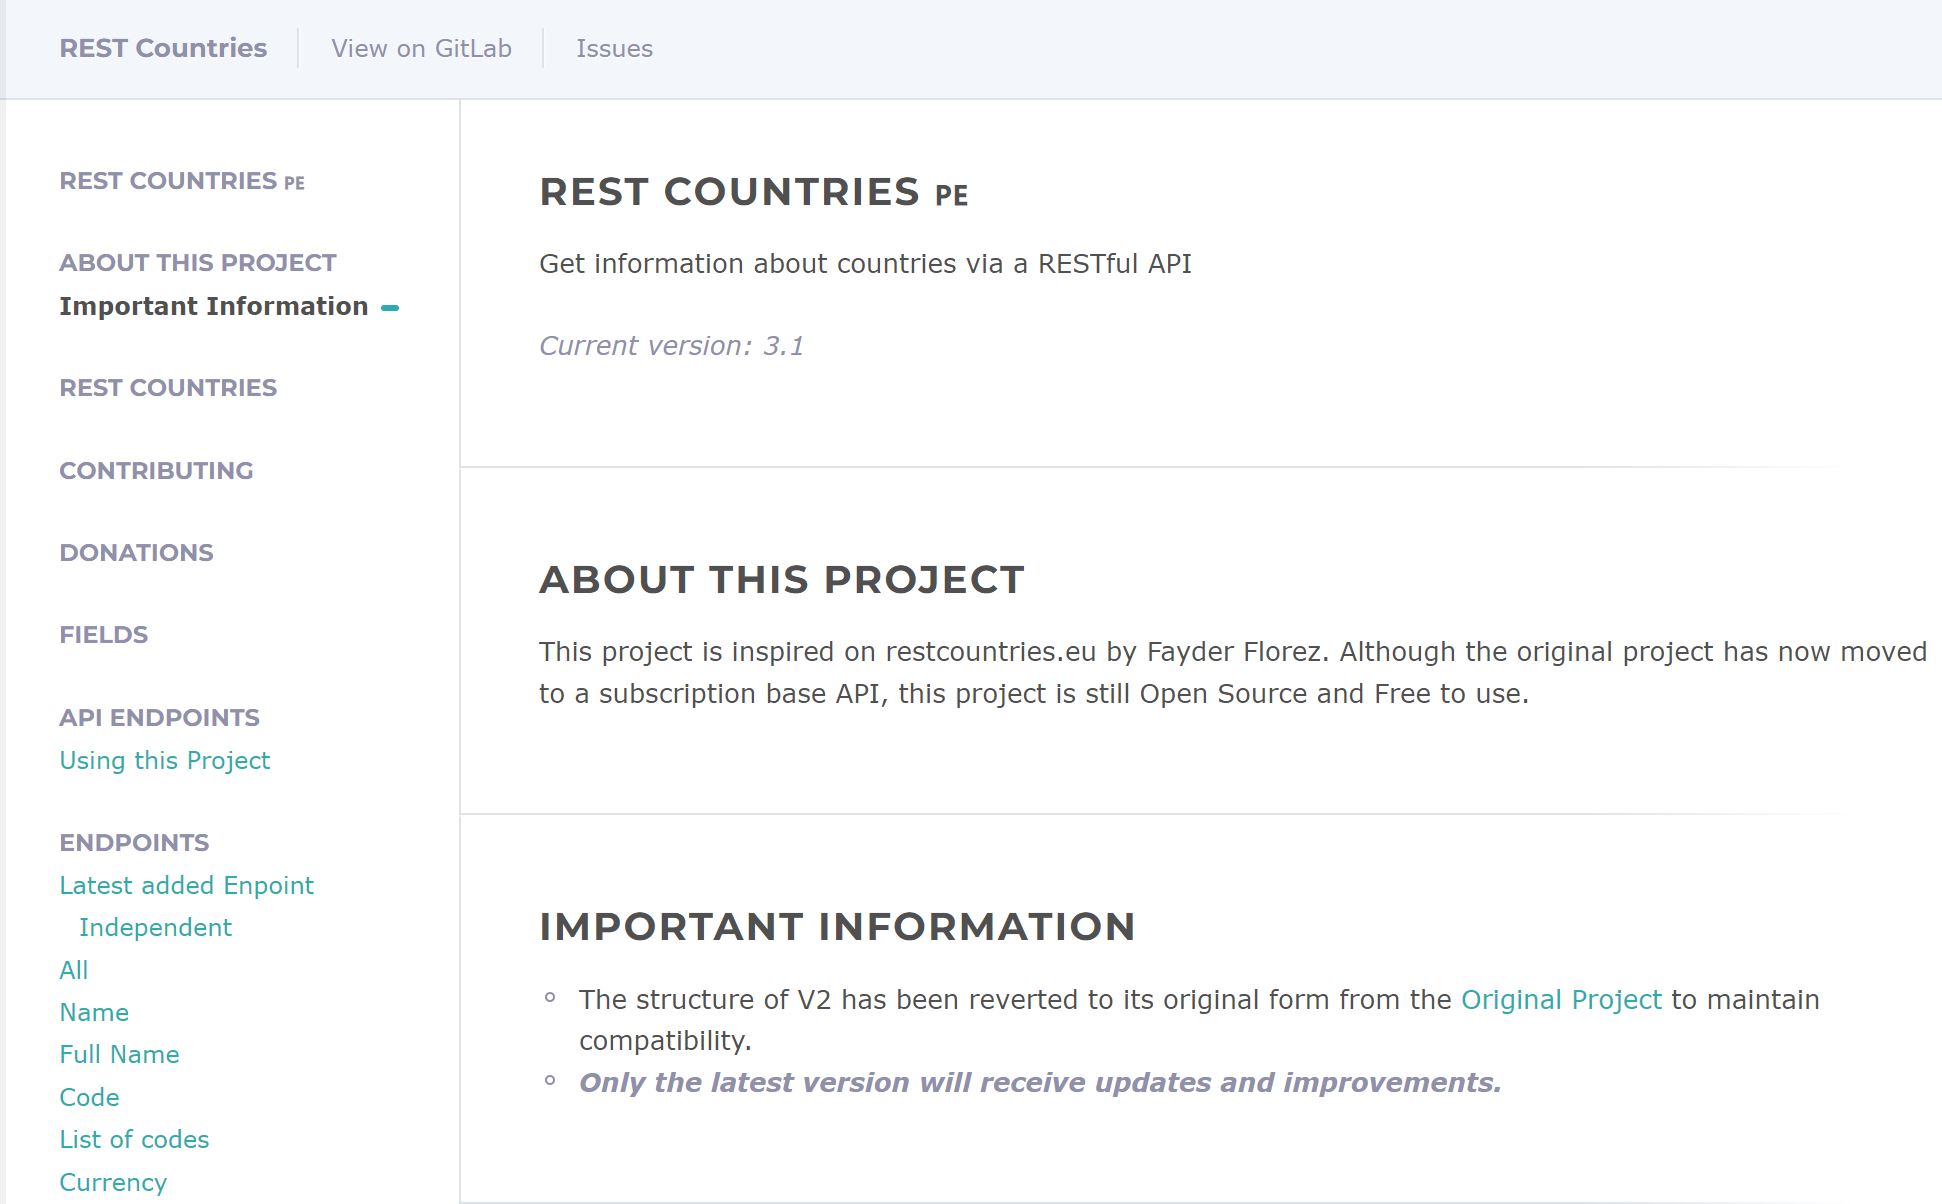 REST Countries
View on GitLab
Issues
REST COUNTRIES PE
ABOUT THIS PROJECT
Important Information
REST COUNTRIES
CONTRIBUTING
DONATIONS
FIELDS
API ENDPOINTS
Using this Project
ENDPOINTS
Latest added Enpoint
Independent
All
Name
Full Name
Code
List of codes
Currency
REST COUNTRIES PE
Get information about countries via a RESTful API
Current version: 3.1
ABOUT THIS PROJECT
This project is inspired on restcountries.eu by Fayder Florez. Although the original project has now moved
to a subscription base API, this project is still Open Source and Free to use.
IMPORTANT INFORMATION
The structure of V2 has been reverted to its original form from the Original Project to maintain
compatibility.
Only the latest version will receive updates and improvements.